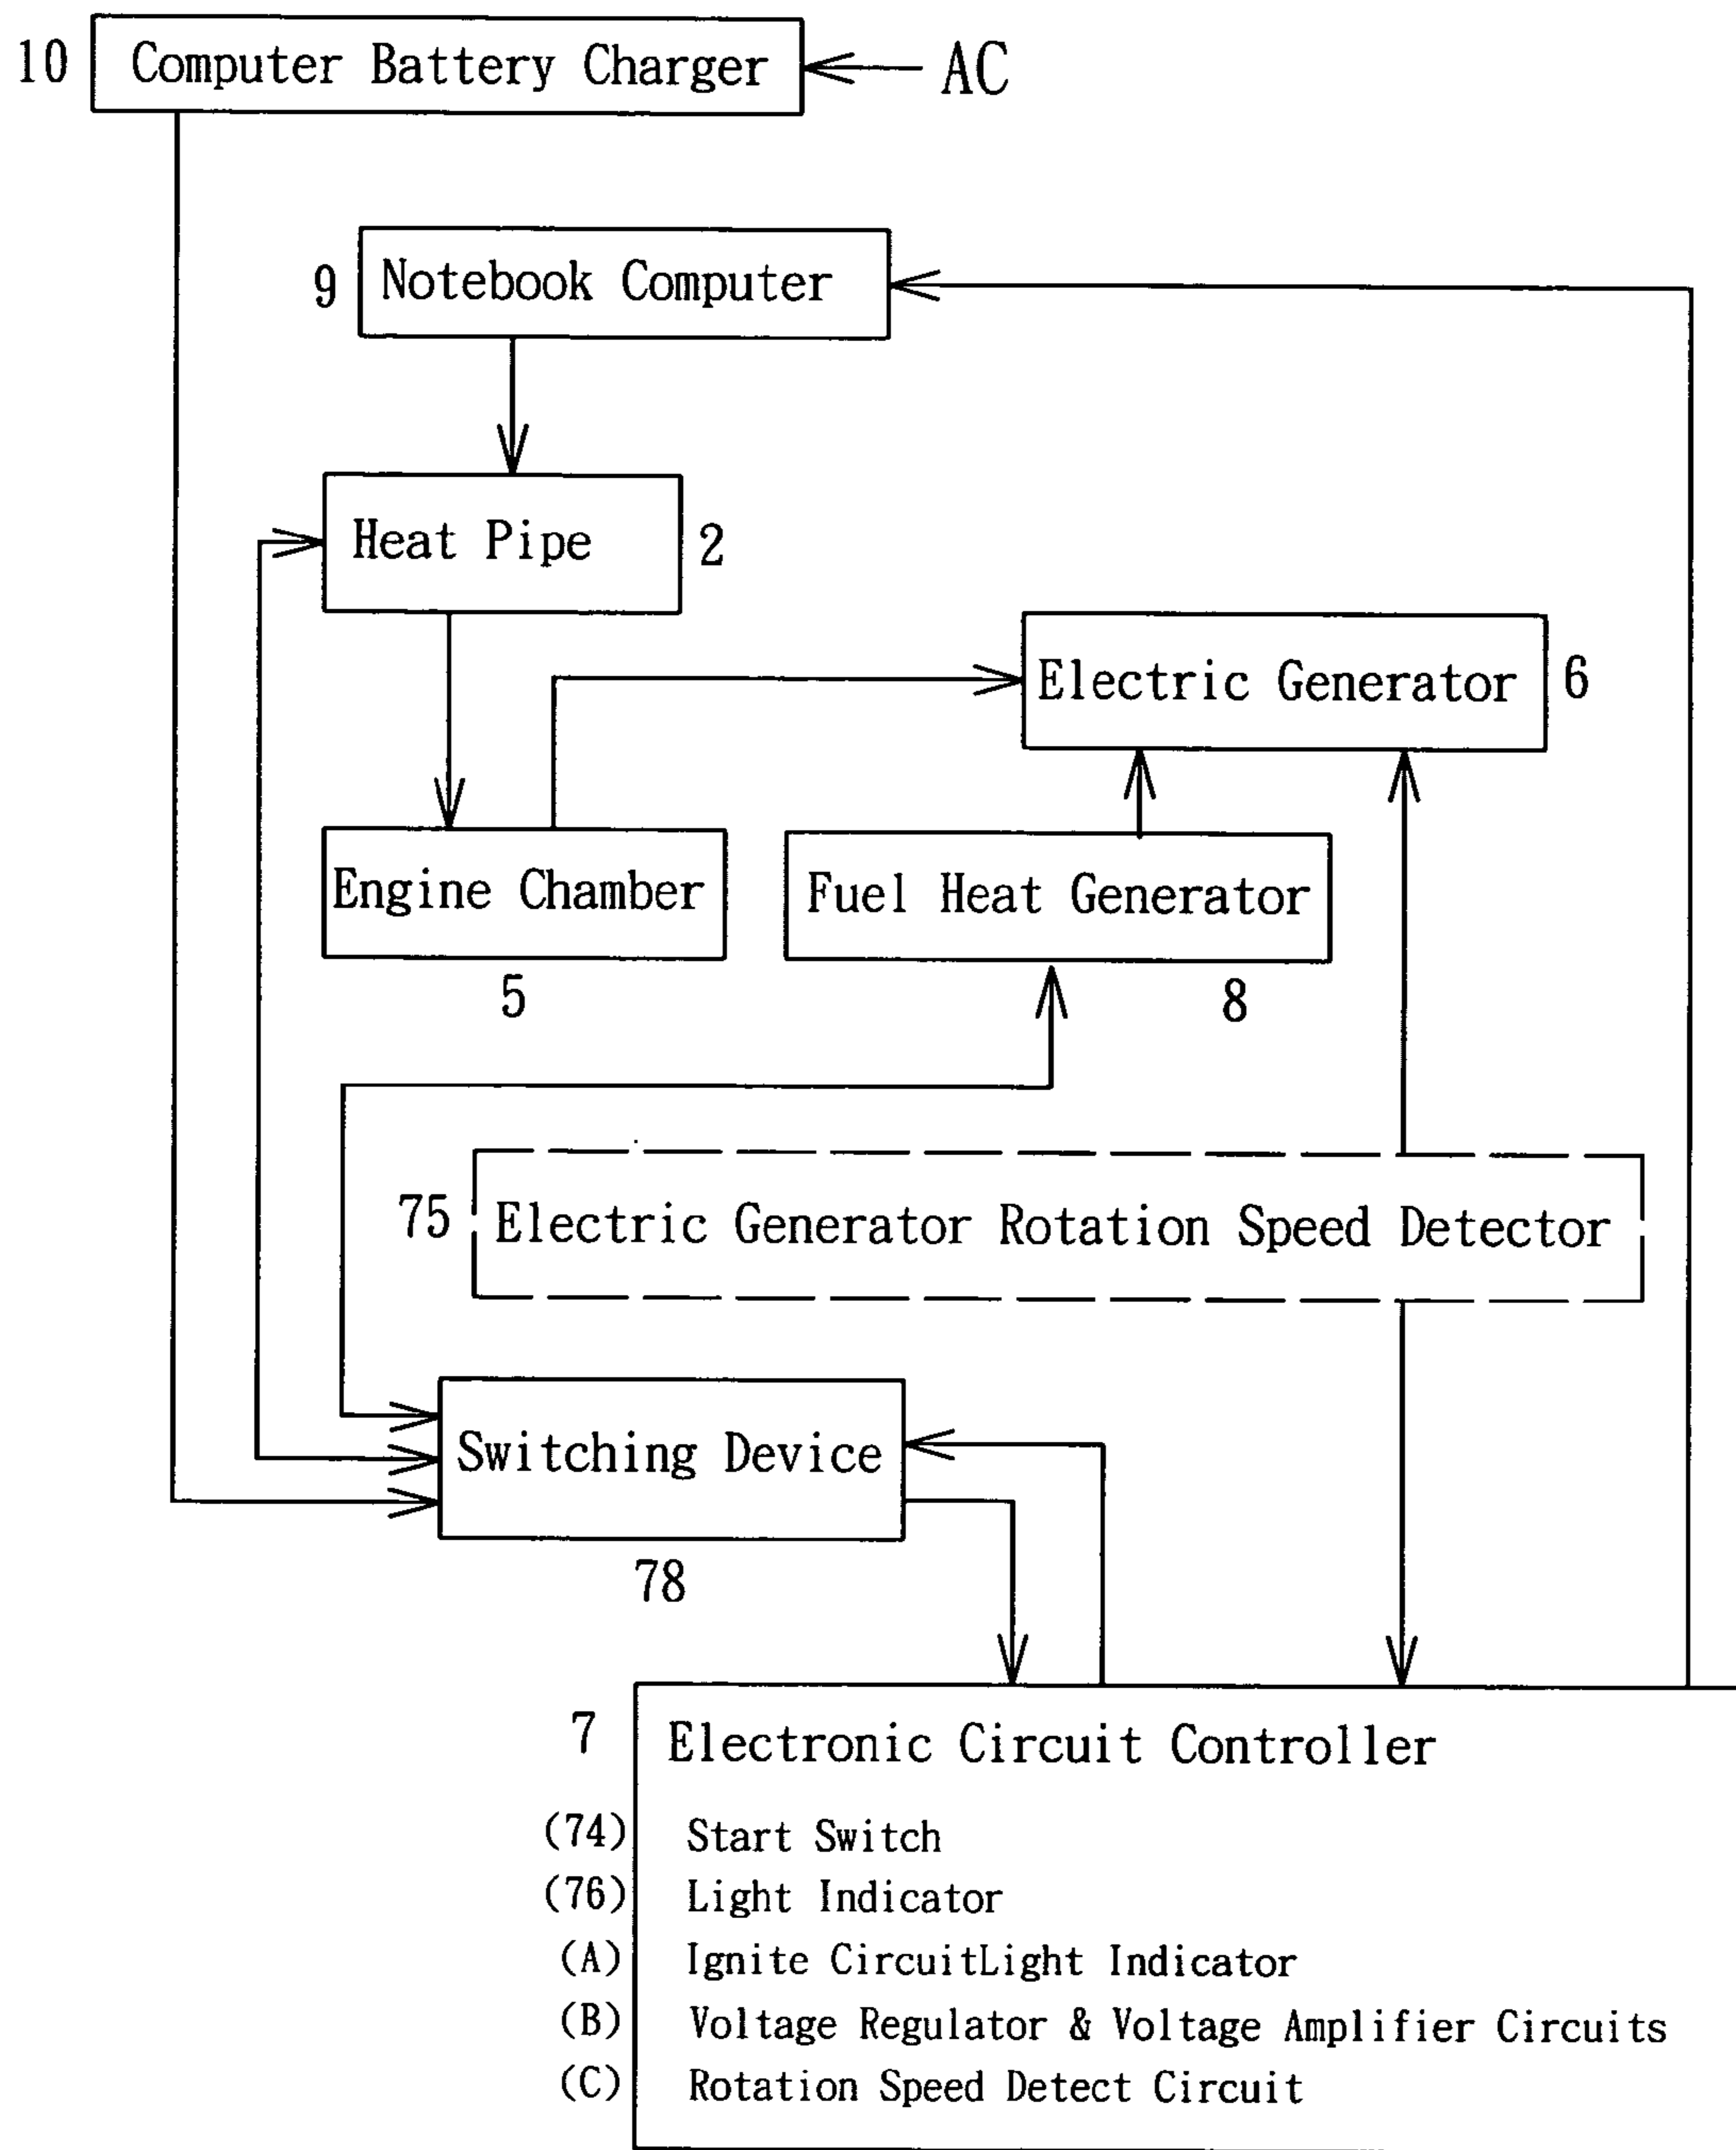 10 Computer Battery Charger AC
9 Notebook Computer
Heat Pipe 2
Electric Generator 6
Engine Chamber
5
Fuel Heat Generator
8
75 Electric Generator Rotation Speed Detector
Switching Device
78
7 Electronic Circuit Controller
(74) Start Switch
(76) Light Indicator
(A) Ignite CircuitLight Indicator
(B) Voltage Regulator & Voltage Amplifier Circuits
(C) Rotation Speed Detect Circuit